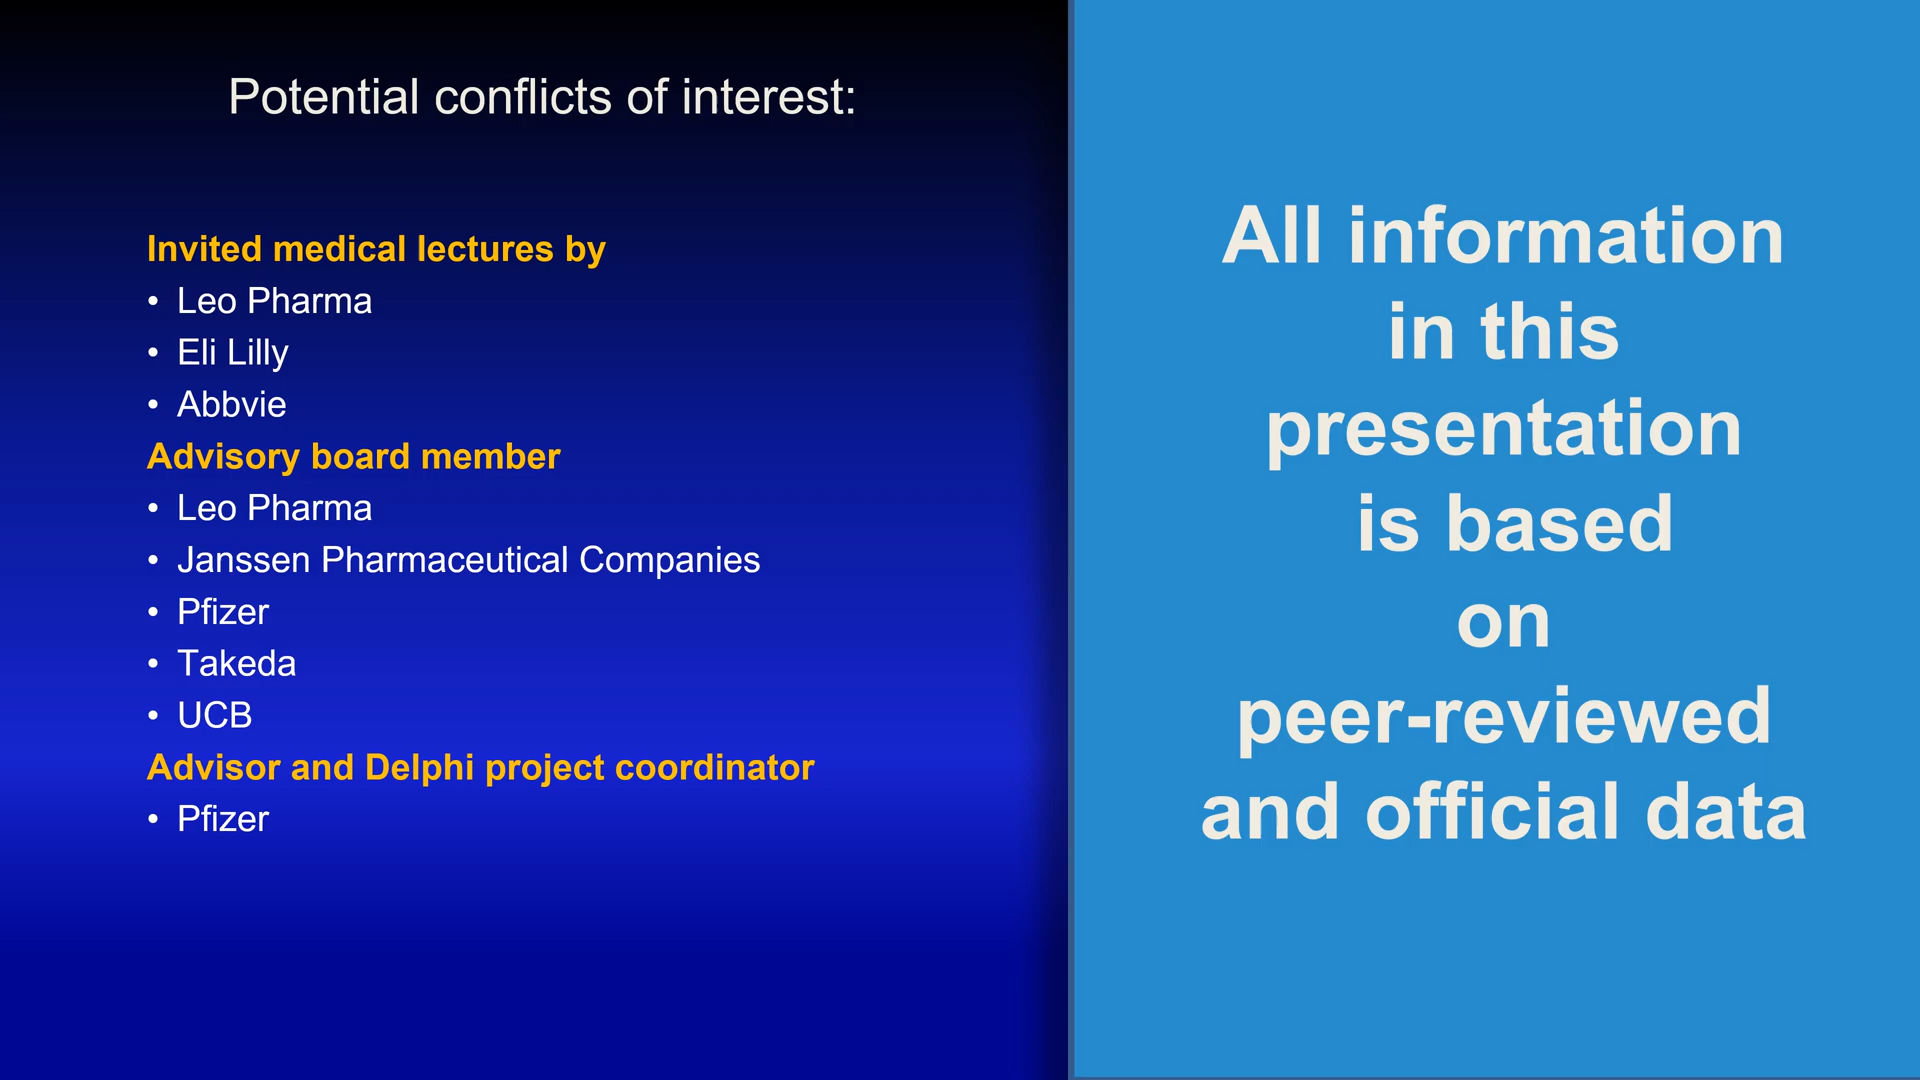 Potential conflicts of interest:
Invited medical lectures by
• Leo Pharma
• Eli Lilly
• Abbvie
Advisory board member
• Leo Pharma
• Janssen Pharmaceutical Companies
• Pfizer
• Takeda
• UCB
Advisor and Delphi project coordinator
• Pfizer
All information
in this
presentation
is based
on
peer-reviewed
and official data